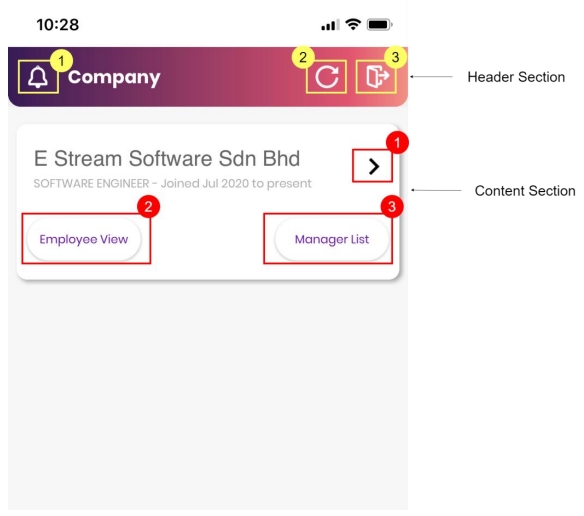 10:28
1
2
3
Company
Header Section
1
E Stream Software Sdn Bhd
SOFTWARE ENGINEER - Joined Jul 2020 to present
Content Section
2
3
Employee View
Manager List